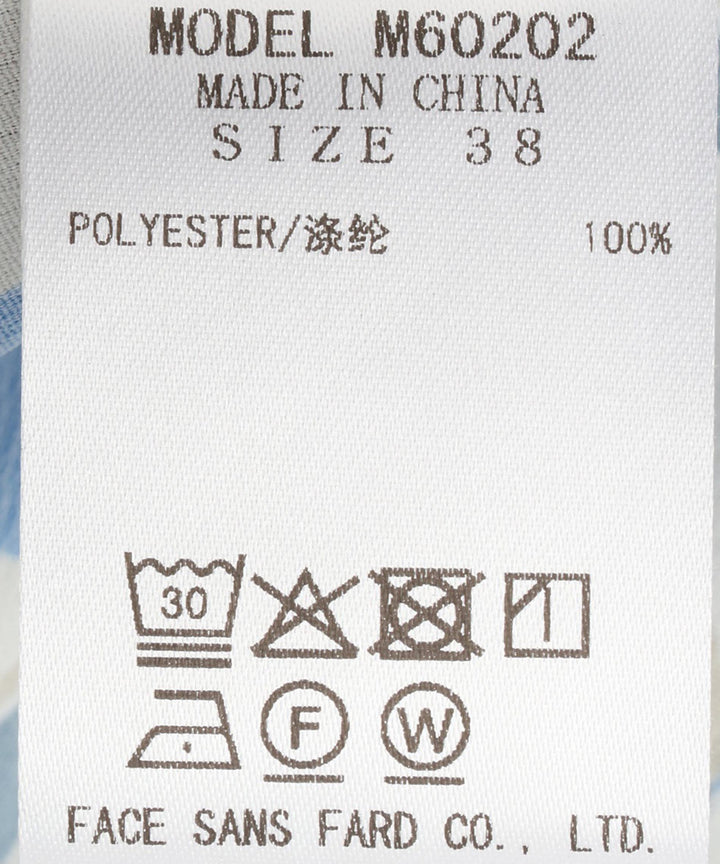 MODEL M60202
MADE IN CHINA
SIZE 38
POLYESTER/涤纶 100%
30
F W
FACE SANS FARD CO., LTD.